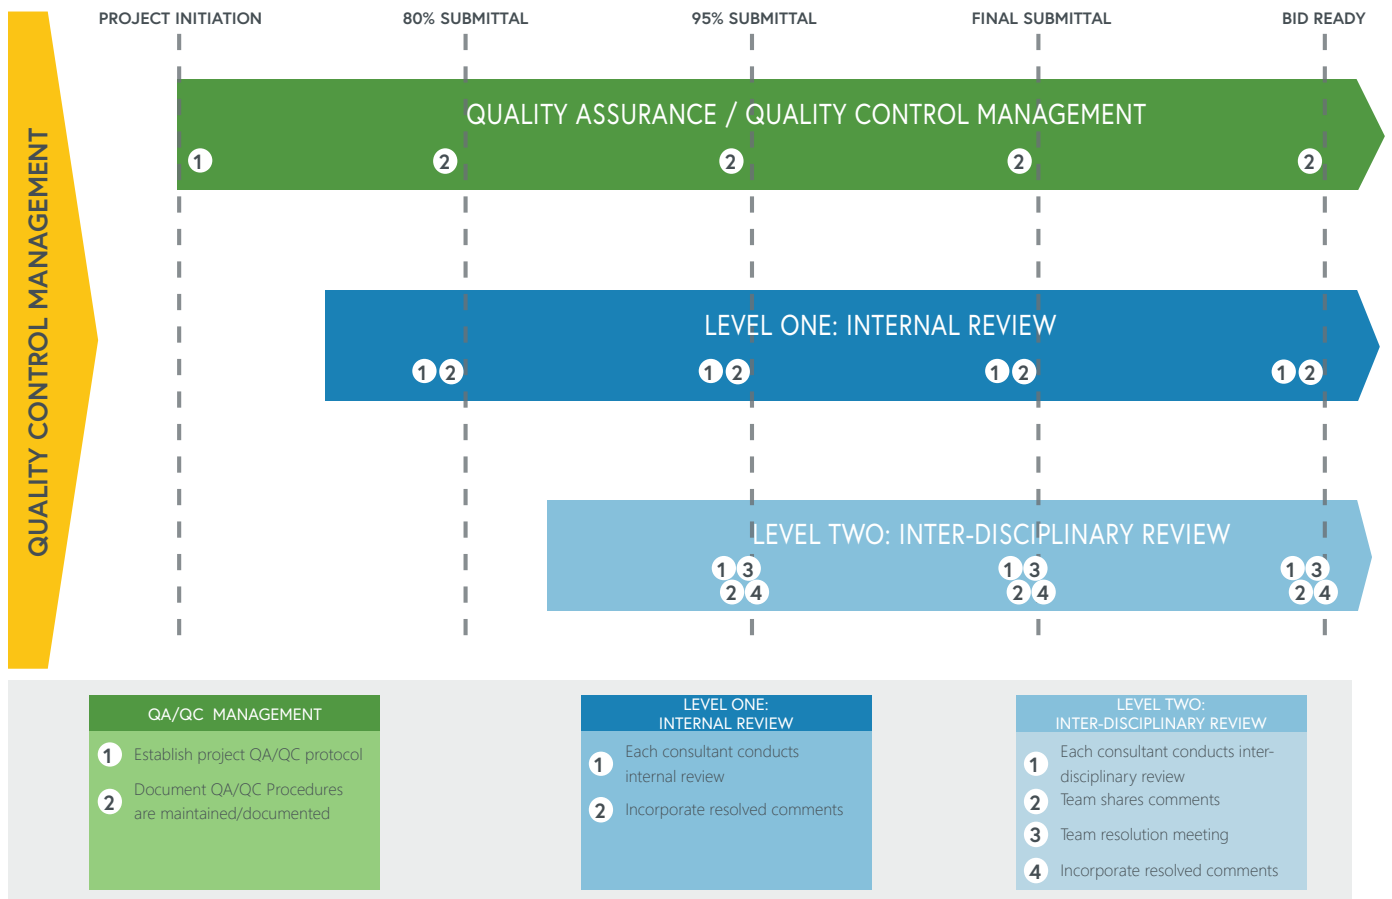 PROJECT INITIATION
80% SUBMITTAL
95% SUBMITTAL
FINAL SUBMITTAL
BID READY
QUALITY CONTROL MANAGEMENT
QUALITY ASSURANCE / QUALITY CONTROL MANAGEMENT
1
2
2
2
2
LEVEL ONE: INTERNAL REVIEW
1 2
1 2
1 2
1 2
LEVEL TWO: INTER-DISCIPLINARY REVIEW
1 3
2 4
1 3
2 4
1 3
2 4
QA/QC MANAGEMENT
1 Establish project QA/QC protocol
2 Document QA/QC Procedures
are maintained/documented
LEVEL ONE:
INTERNAL REVIEW
1 Each consultant conducts
internal review
2 Incorporate resolved comments
LEVEL TWO:
INTER-DISCIPLINARY REVIEW
1 Each consultant conducts inter-
disciplinary review
2 Team shares comments
3 Team resolution meeting
4 Incorporate resolved comments